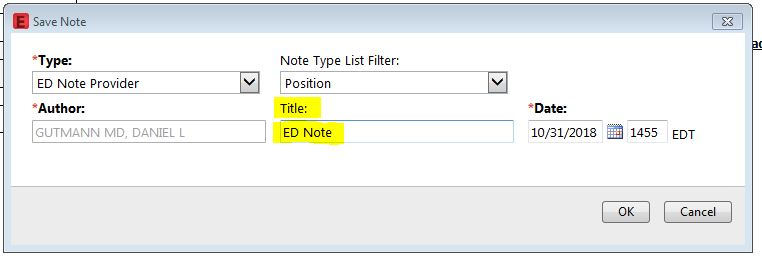 E Save Note
*Type: Note Type List Filter:
ED Note Provider Position
*Author: Title: *Date:
GUTMANN MD, DANIEL L ED Note 10/31/2018 1455 EDT
OK Cancel